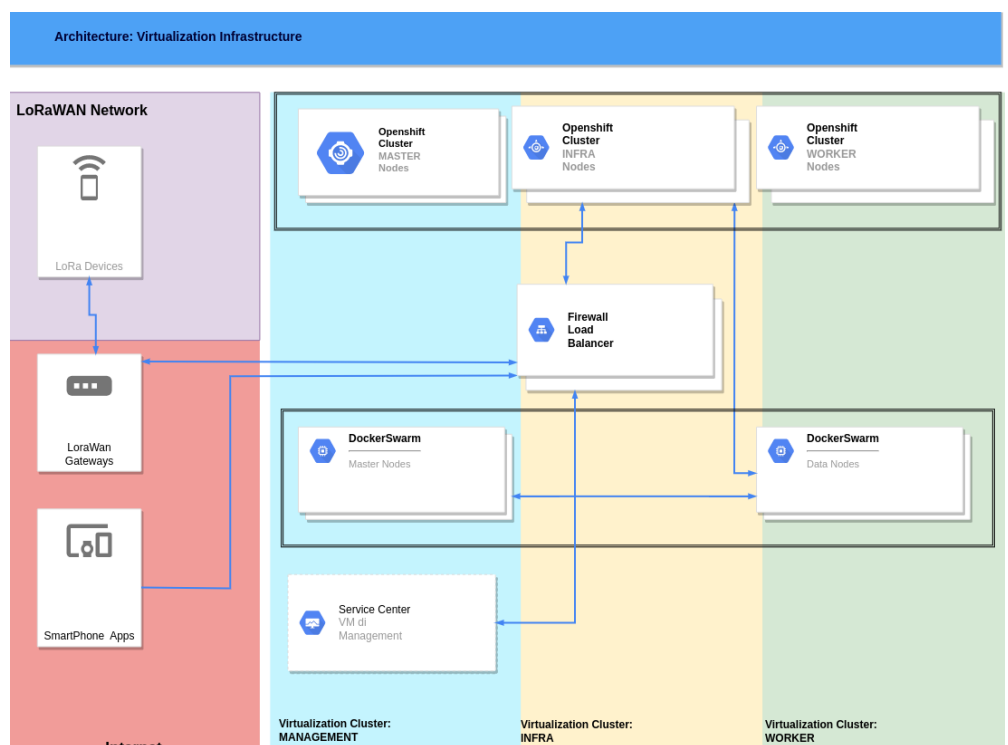 Architecture: Virtualization Infrastructure
LoRaWAN Network
LoRa Devices
LoraWan
Gateways
SmartPhone Apps
Internet
Openshift
Cluster
MASTER
Nodes
Openshift
Cluster
INFRA
Nodes
Openshift
Cluster
WORKER
Nodes
Firewall
Load
Balancer
DockerSwarm
Master Nodes
DockerSwarm
Data Nodes
Service Center
VM di
Management
Virtualization Cluster:
MANAGEMENT
Virtualization Cluster:
INFRA
Virtualization Cluster:
WORKER